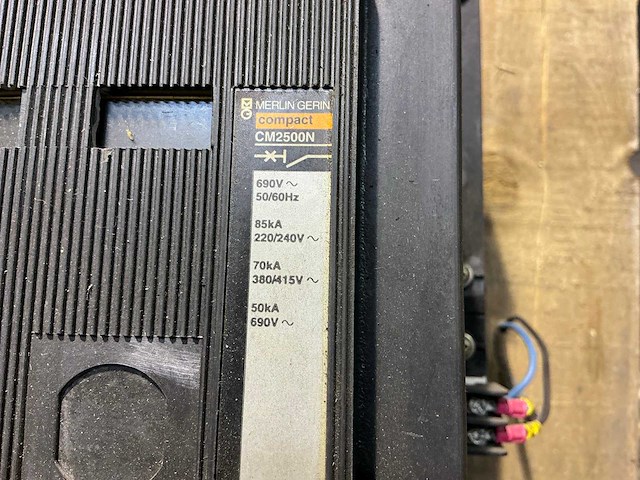 MERLIN GERIN
compact
CM2500N
690V ~
50/60Hz
85kA
220/240V ~
70kA
380/415V ~
50kA
690V ~